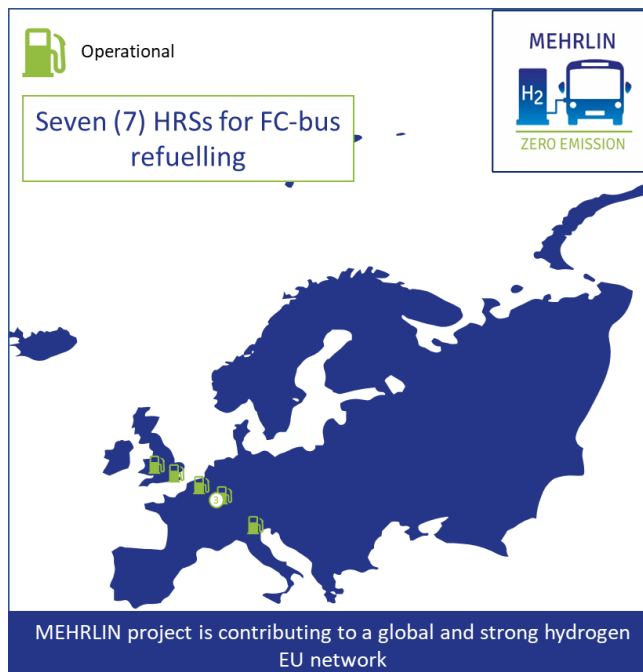 Operational
MEHRLIN
H2
ZERO EMISSION
Seven (7) HRSs for FC-bus
refuelling
3
MEHRLIN project is contributing to a global and strong hydrogen
EU network